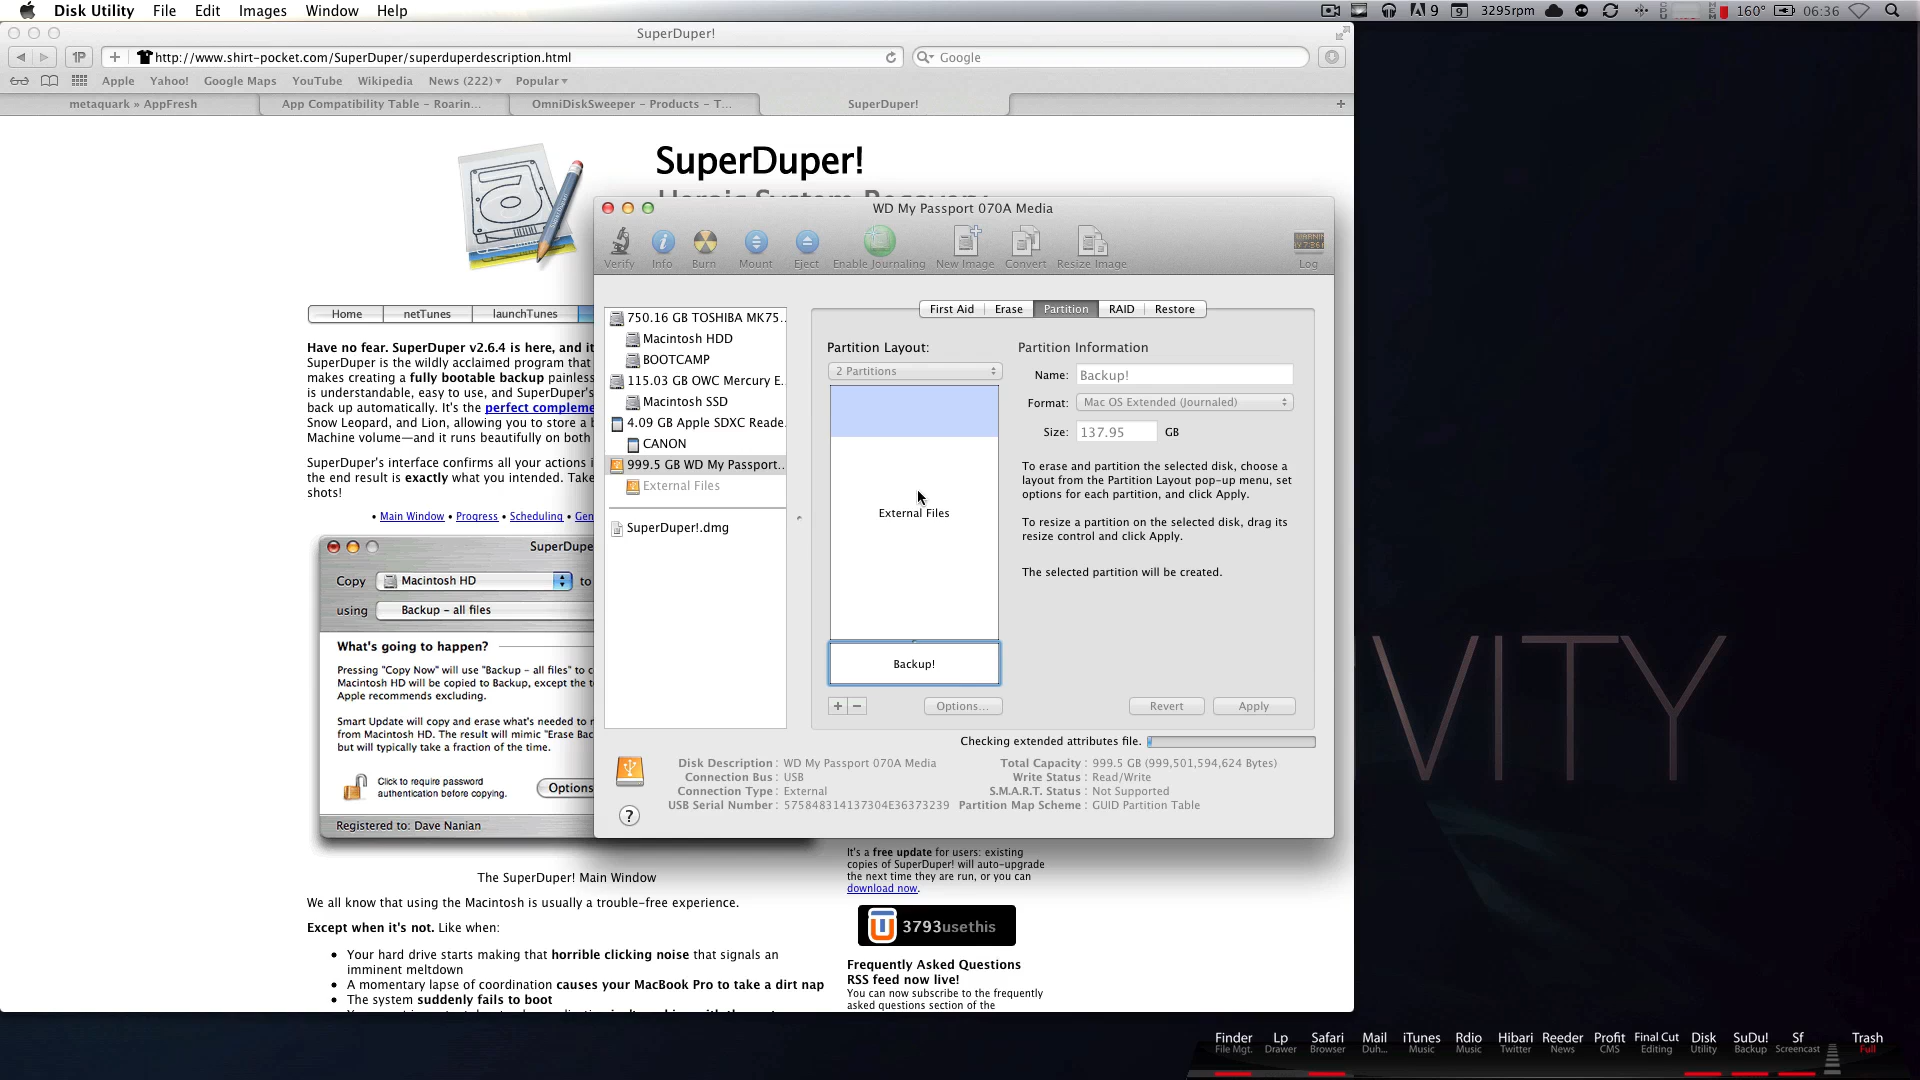 Disk Utility File Edit Images Window Help
9 9 3295rpm 160° 06:36
SuperDuper!
1P + http://www.shirt-pocket.com/SuperDuper/superduperdescription.html Google
Apple Yahoo! Google Maps YouTube Wikipedia News (222) Popular
metaquark » AppFresh App Compatibility Table – Roarin... OmniDiskSweeper – Products – T... SuperDuper! +
SuperDuper!
Heroic System Recovery
Home netTunes launchTunes
Have no fear. SuperDuper v2.6.4 is here, and it
SuperDuper is the wildly acclaimed program that
makes creating a fully bootable backup painless
is understandable, easy to use, and SuperDuper's
back up automatically. It's the perfect compleme
Snow Leopard, and Lion, allowing you to store a b
Machine volume—and it runs beautifully on both
SuperDuper's interface confirms all your actions i
the end result is exactly what you intended. Take
shots!
• Main Window • Progress • Scheduling • Gen
SuperDupe
Copy Macintosh HD to
using Backup – all files
What's going to happen?
Pressing "Copy Now" will use "Backup – all files" to c
Macintosh HD will be copied to Backup, except the t
Apple recommends excluding.
Smart Update will copy and erase what's needed to r
from Macintosh HD. The result will mimic "Erase Bac
but will typically take a fraction of the time.
Click to require password
authentication before copying.
Options
Registered to: Dave Nanian
The SuperDuper! Main Window
We all know that using the Macintosh is usually a trouble-free experience.
Except when it's not. Like when:
• Your hard drive starts making that horrible clicking noise that signals an
imminent meltdown
• A momentary lapse of coordination causes your MacBook Pro to take a dirt nap
• The system suddenly fails to boot
It's a free update for users: existing
copies of SuperDuper! will auto-upgrade
the next time they are run, or you can
download now.
3793usethis
Frequently Asked Questions
RSS feed now live!
You can now subscribe to the frequently
asked questions section of the
WD My Passport 070A Media
Verify Info Burn Mount Eject Enable Journaling New Image Convert Resize Image Log
750.16 GB TOSHIBA MK75..
Macintosh HDD
BOOTCAMP
115.03 GB OWC Mercury E..
Macintosh SSD
4.09 GB Apple SDXC Reade..
CANON
999.5 GB WD My Passport..
External Files
SuperDuper!.dmg
First Aid Erase Partition RAID Restore
Partition Layout:
2 Partitions
External Files
Backup!
+ − Options...
Partition Information
Name: Backup!
Format: Mac OS Extended (Journaled)
Size: 137.95 GB
To erase and partition the selected disk, choose a
layout from the Partition Layout pop-up menu, set
options for each partition, and click Apply.
To resize a partition on the selected disk, drag its
resize control and click Apply.
The selected partition will be created.
Revert Apply
Checking extended attributes file.
Disk Description : WD My Passport 070A Media
Connection Bus : USB
Connection Type : External
USB Serial Number : 575848314137304E36373239
Total Capacity : 999.5 GB (999,501,594,624 Bytes)
Write Status : Read/Write
S.M.A.R.T. Status : Not Supported
Partition Map Scheme : GUID Partition Table
?
VITY
Finder Lp Safari Mail iTunes Rdio Hibari Reeder Profit Final Cut Disk SuDu! Sf Trash
File Mgt. Drawer Browser Duh... Music Music Twitter News CMS Editing Utility Backup Screencast Full